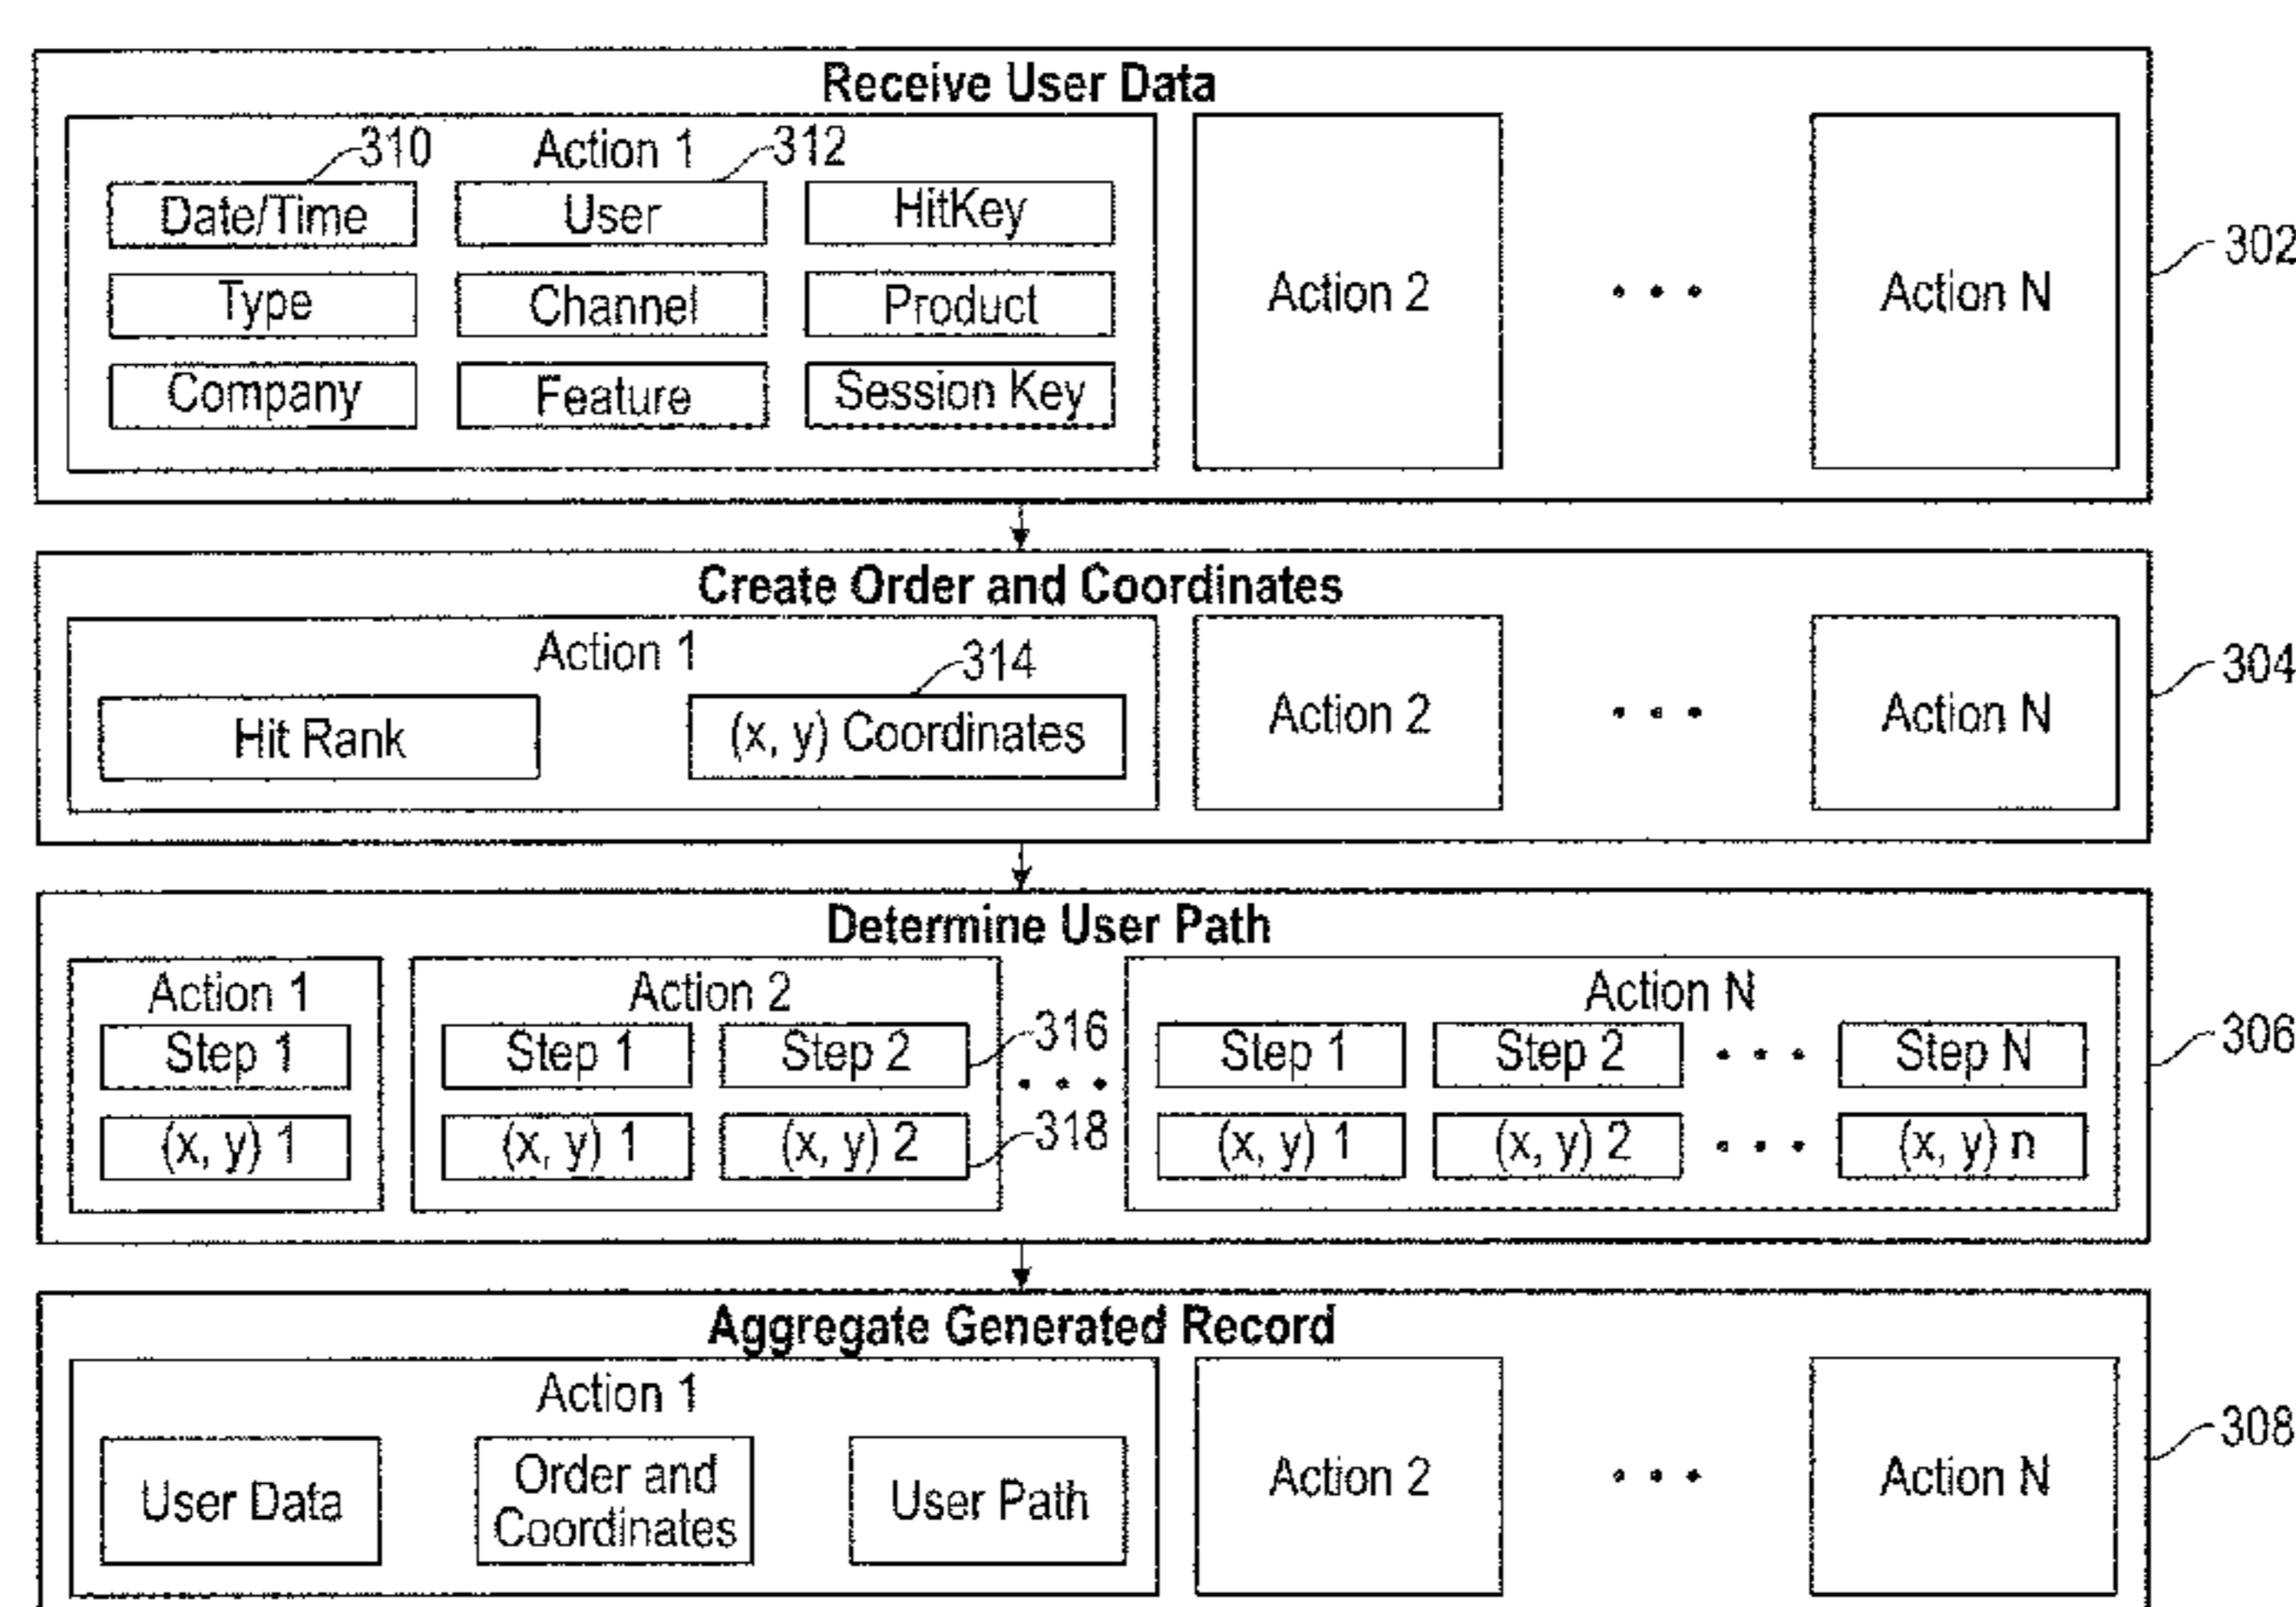 Receive User Data
Action 1
310
312
Date/Time
User
HitKey
Type
Channel
Product
Company
Feature
Session Key
Action 2
• • •
Action N
302
Create Order and Coordinates
Action 1
314
Hit Rank
(x, y) Coordinates
Action 2
• • •
Action N
304
Determine User Path
Action 1
Step 1
(x, y) 1
Action 2
Step 1
Step 2
316
(x, y) 1
(x, y) 2
318
• • •
Action N
Step 1
Step 2
• • •
Step N
(x, y) 1
(x, y) 2
• • •
(x, y) n
306
Aggregate Generated Record
Action 1
User Data
Order and
Coordinates
User Path
Action 2
• • •
Action N
308